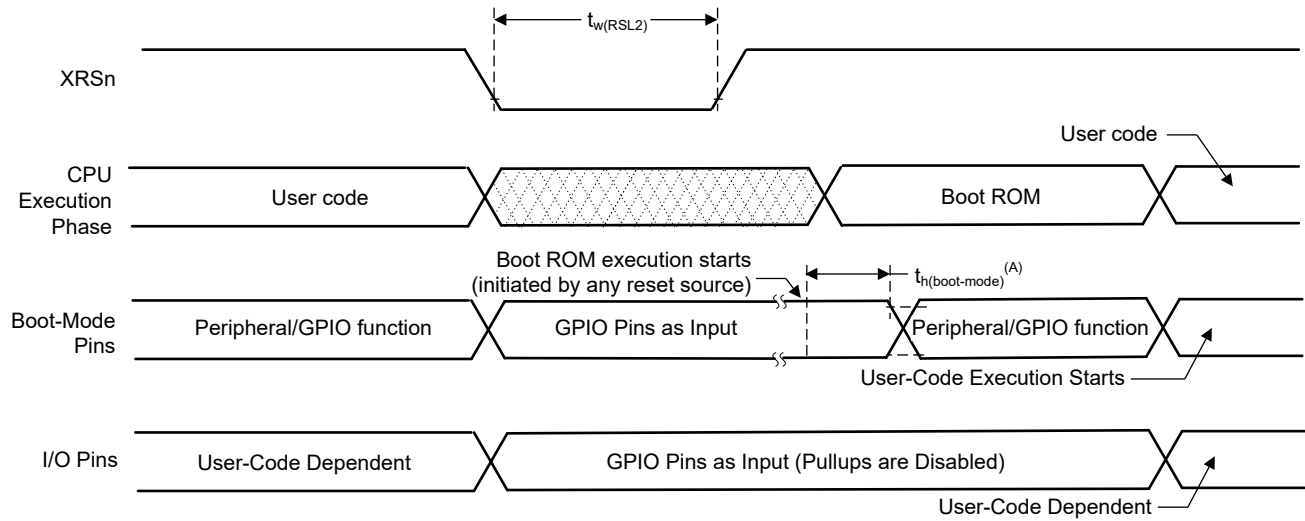 t_w(RSL2)
XRSn
User code
CPU
Execution
Phase
User code
Boot ROM
Boot ROM execution starts
(initiated by any reset source)
t_h(boot-mode)^(A)
Boot-Mode
Pins
Peripheral/GPIO function
GPIO Pins as Input
Peripheral/GPIO function
User-Code Execution Starts
I/O Pins
User-Code Dependent
GPIO Pins as Input (Pullups are Disabled)
User-Code Dependent